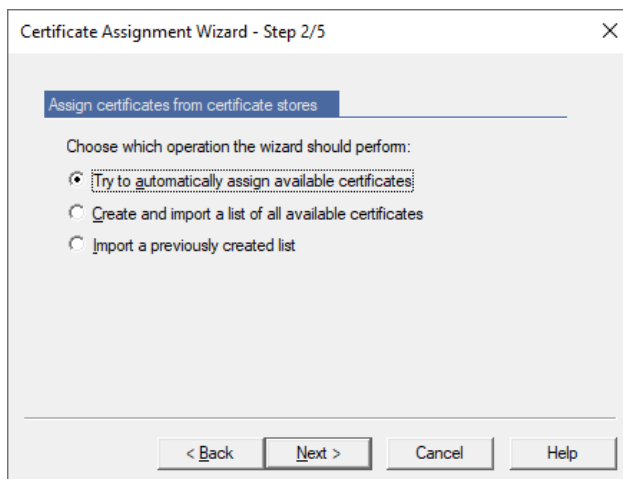 Certificate Assignment Wizard - Step 2/5
Assign certificates from certificate stores
Choose which operation the wizard should perform:
Try to automatically assign available certificates
Create and import a list of all available certificates
Import a previously created list
< Back Next > Cancel Help